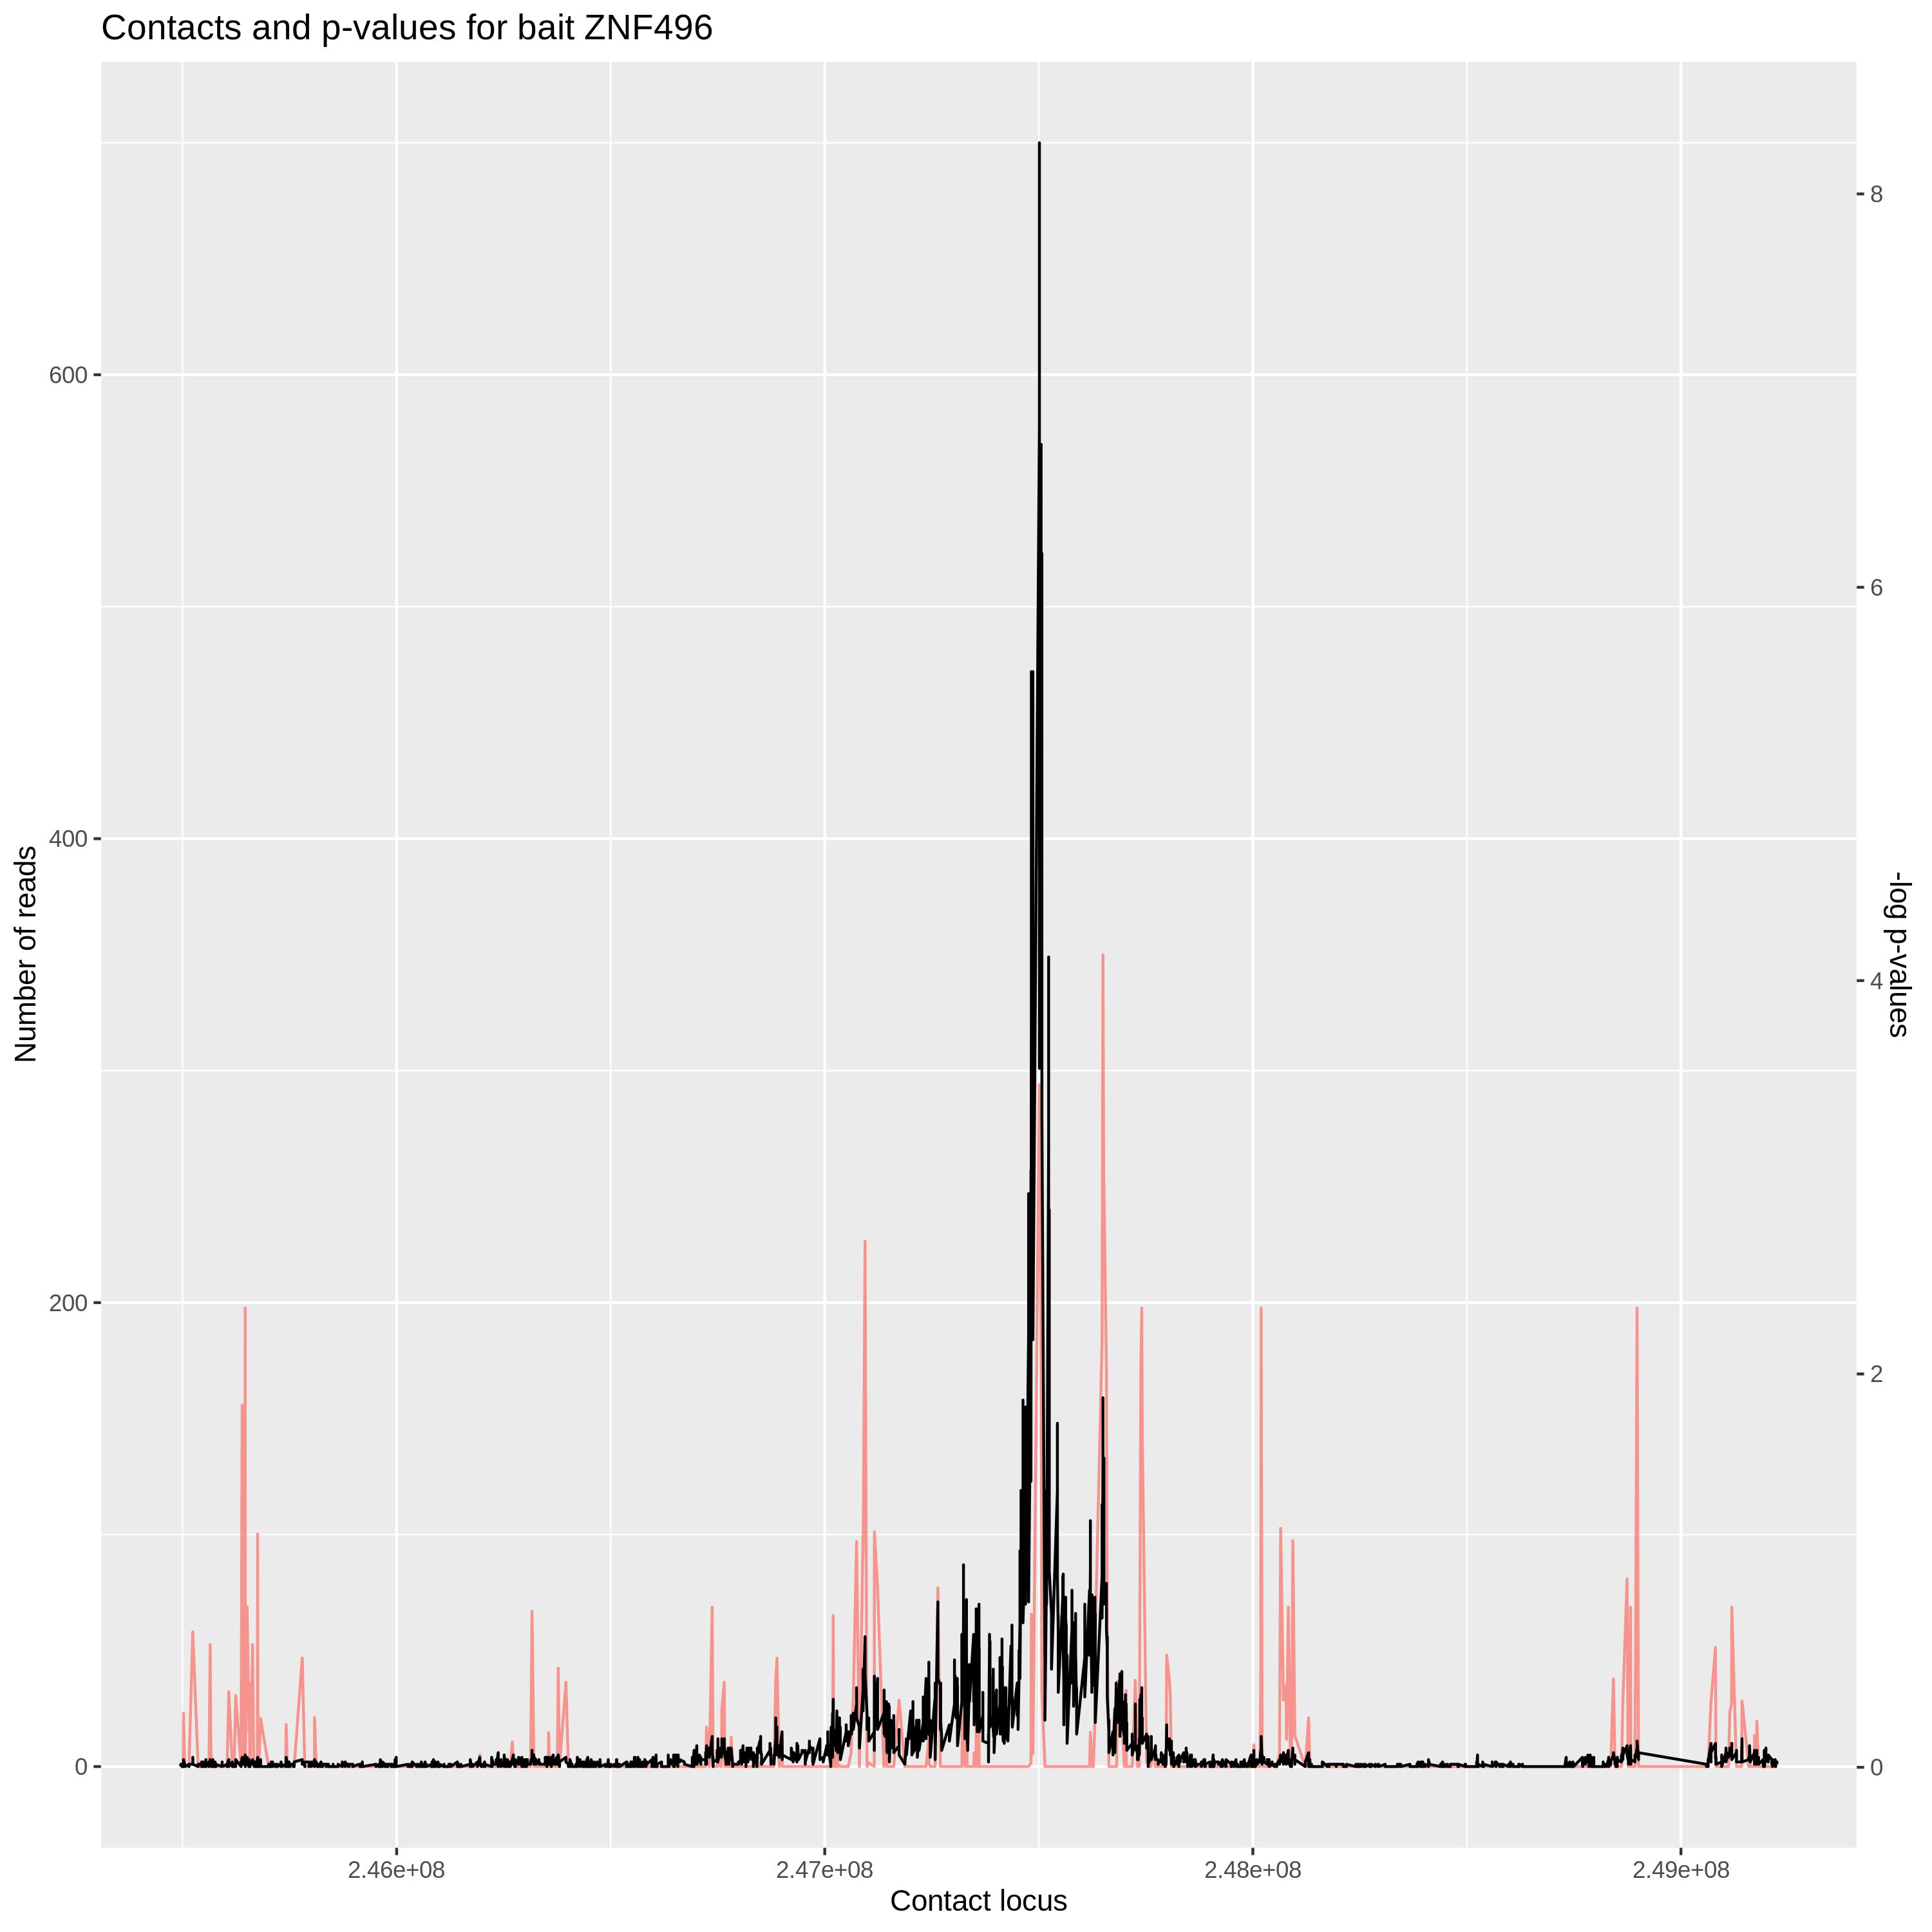 Contacts and p-values for bait ZNF496
Number of reads
600
400
200
0
8
6
4
2
0
-log p-values
2.46e+08 2.47e+08 2.48e+08 2.49e+08
Contact locus